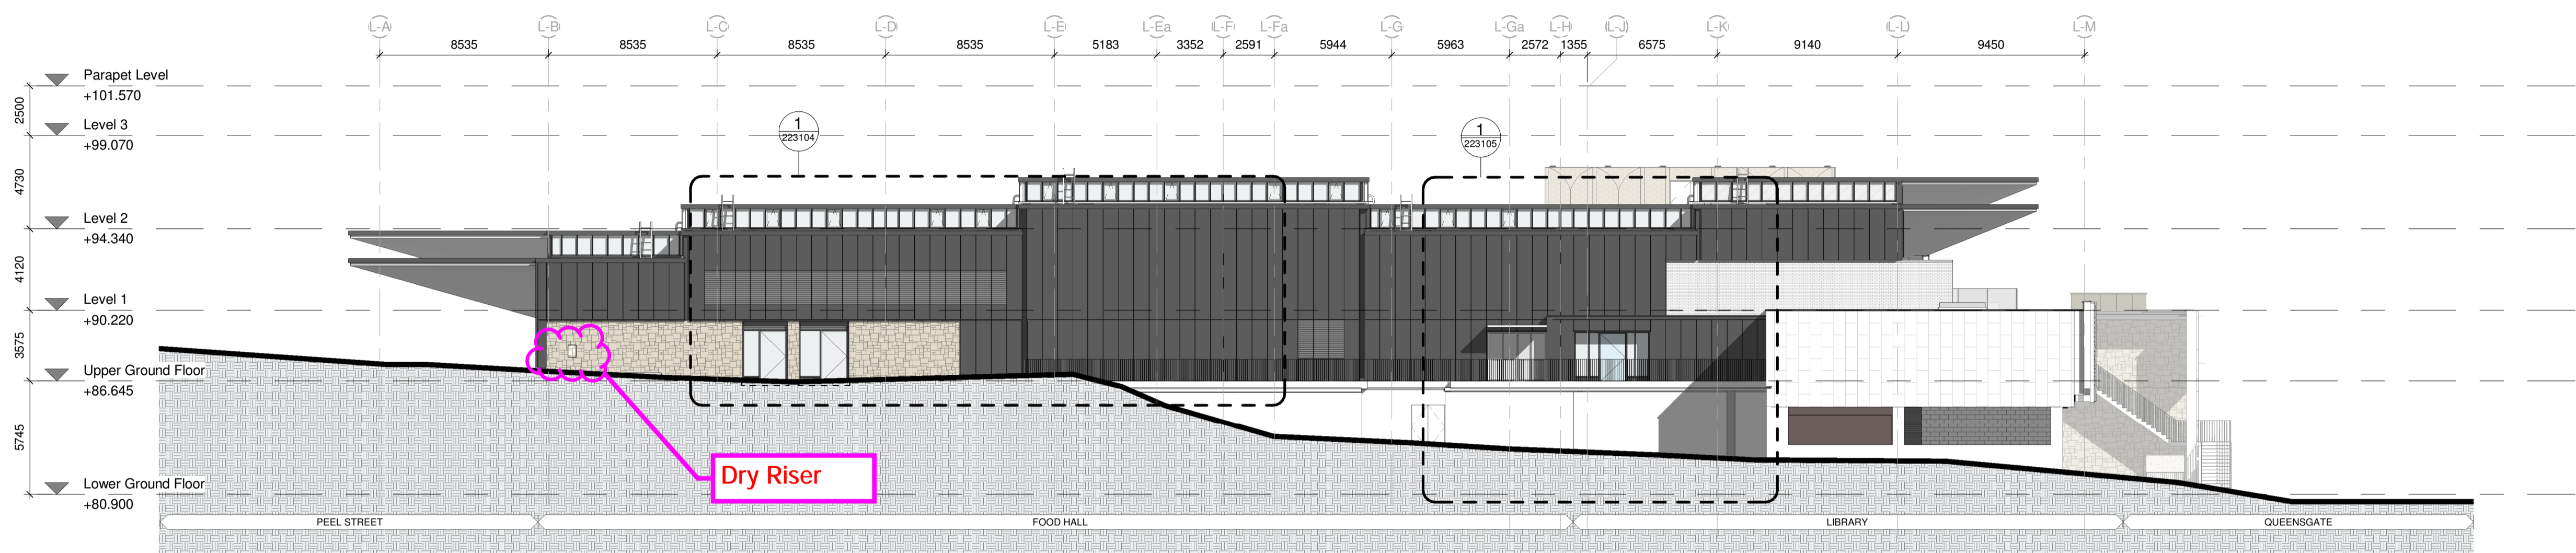 L-A L-B L-C L-D L-E L-Ea L-F L-Fa L-G L-Ga L-H L-J L-K L-L L-M
8535 8535 8535 8535 5183 3352 2591 5944 5963 2572 1355 6575 9140 9450
Parapet Level
+101.570
2500
Level 3
+99.070
4730
Level 2
+94.340
4120
Level 1
+90.220
3575
Upper Ground Floor
+86.645
5745
Lower Ground Floor
+80.900
1
223104
1
223105
Dry Riser
PEEL STREET FOOD HALL LIBRARY QUEENSGATE